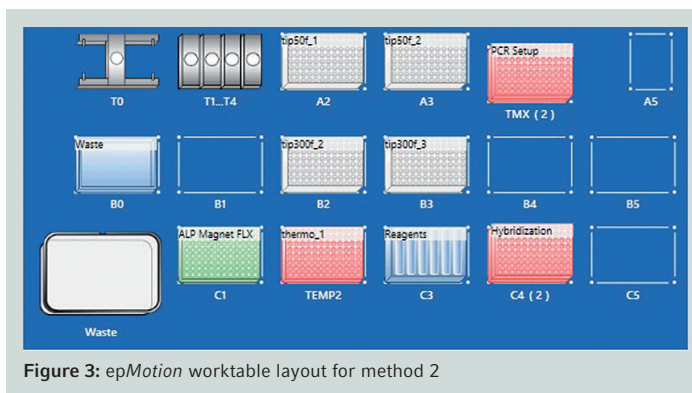 tip50f_1 tip50f_2 PCR Setup
T0 T1...T4 A2 A3 TMX ( 2 ) A5
Waste tip300f_2 tip300f_3
B0 B1 B2 B3 B4 B5
ALP Magnet FLX thermo_1 Reagents Hybridization
C1 TEMP2 C3 C4 ( 2 ) C5
Waste
Figure 3: epMotion worktable layout for method 2